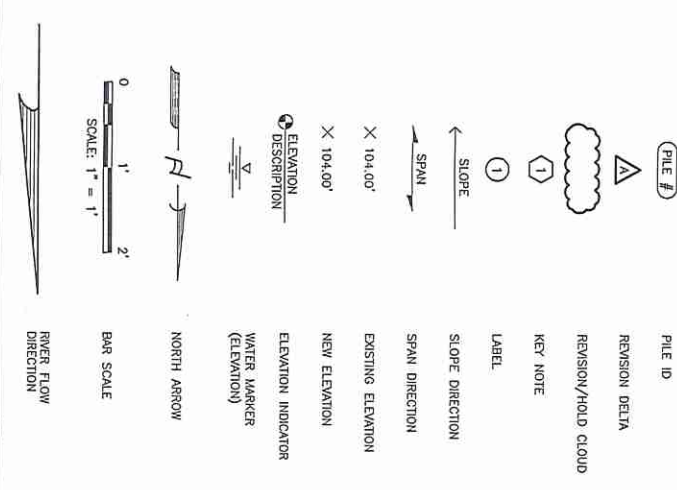 PILE #
PILE ID
A
REVISION DELTA
REVISION/HOLD CLOUD
1
KEY NOTE
1
LABEL
SLOPE
SLOPE DIRECTION
SPAN
SPAN DIRECTION
X 104.00'
EXISTING ELEVATION
X 104.00'
NEW ELEVATION
ELEVATION
DESCRIPTION
ELEVATION INDICATOR
WATER MARKER
(ELEVATION)
N
NORTH ARROW
0 1' 2'
SCALE: 1" = 1'
BAR SCALE
RIVER FLOW
DIRECTION